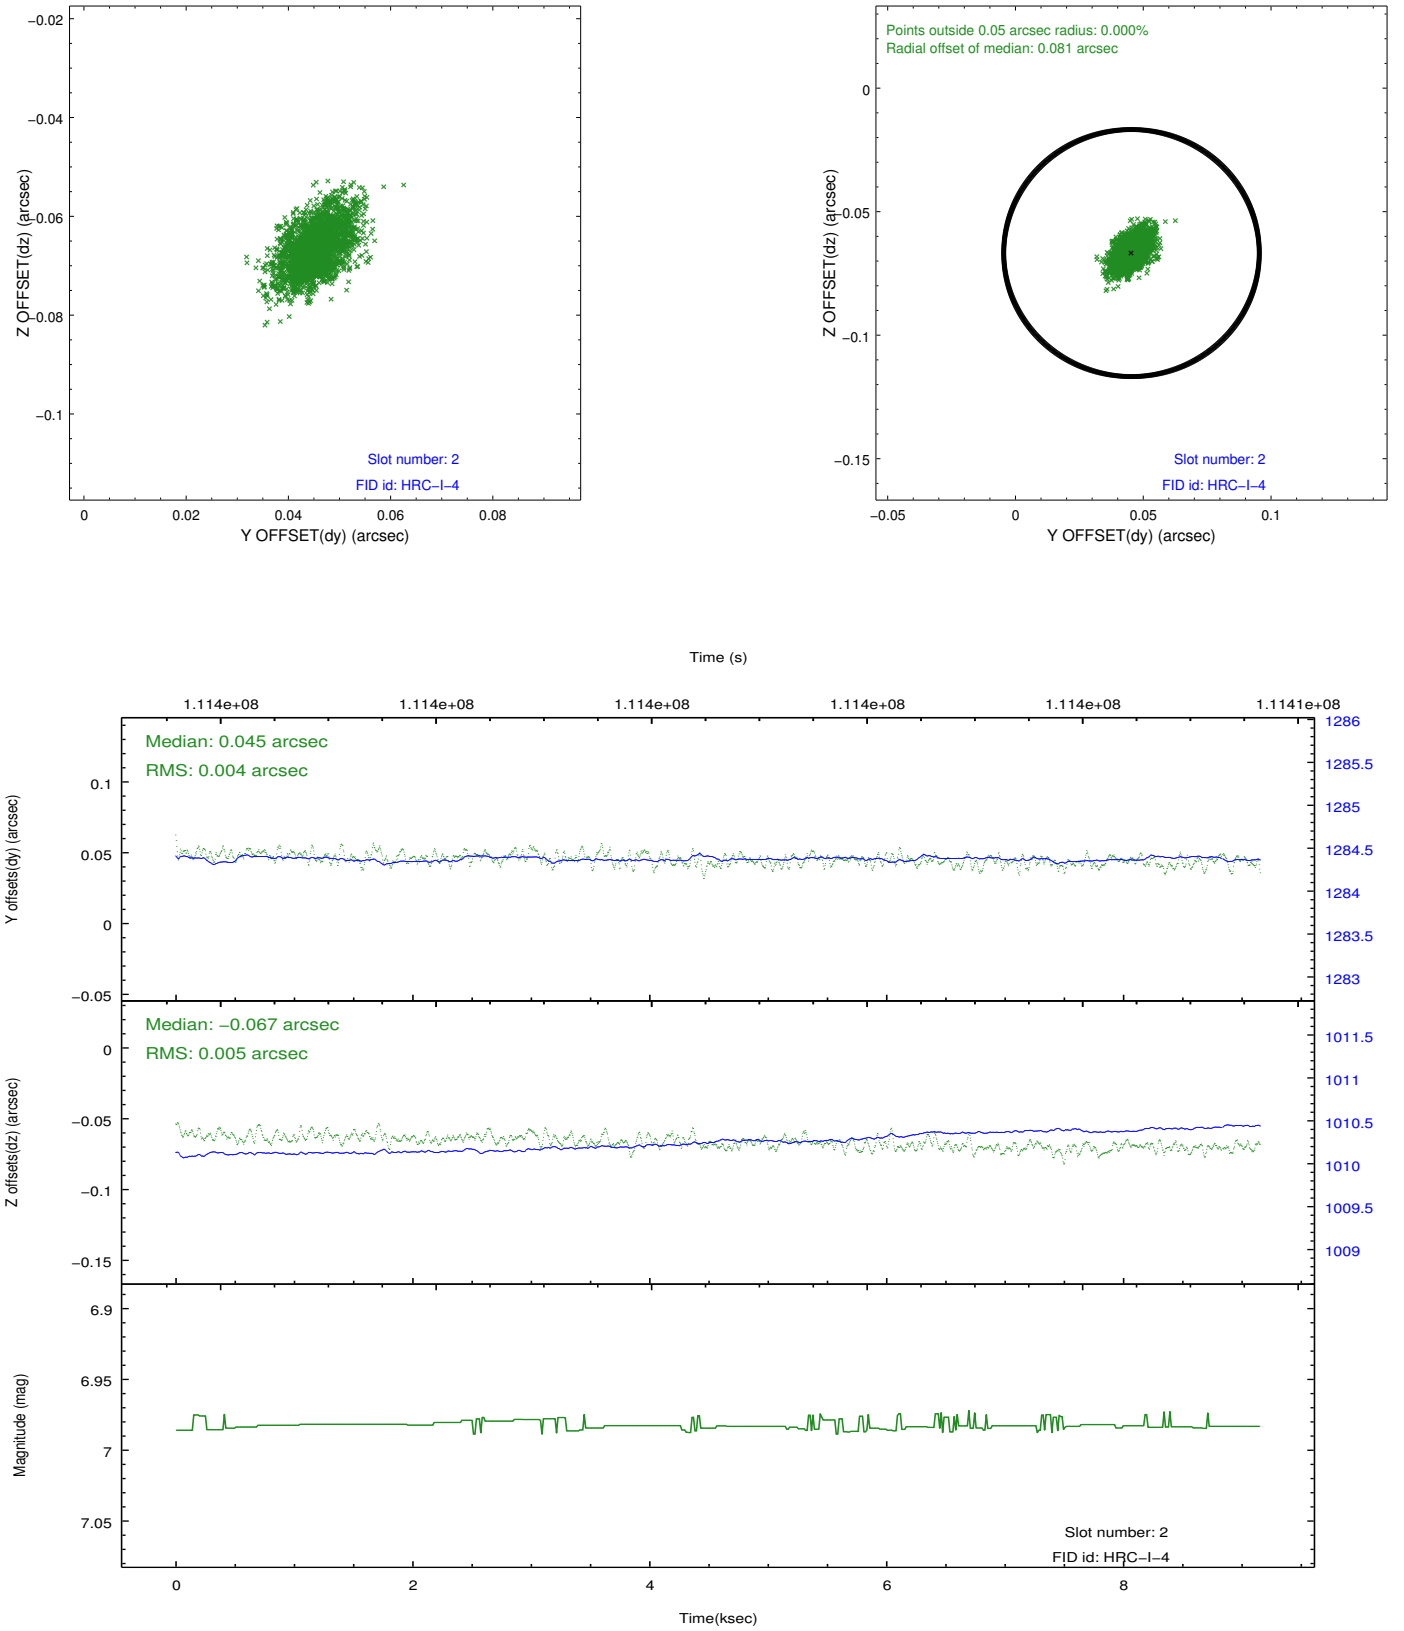 −0.02
−0.04
−0.06
−0.08
−0.1
Z OFFSET(dz) (arcsec)
Slot number: 2
FID id: HRC−I−4
0 0.02 0.04 0.06 0.08
Y OFFSET(dy) (arcsec)
Points outside 0.05 arcsec radius: 0.000%
Radial offset of median: 0.081 arcsec
0
−0.05
−0.1
−0.15
Z OFFSET(dz) (arcsec)
Slot number: 2
FID id: HRC−I−4
−0.05 0 0.05 0.1
Y OFFSET(dy) (arcsec)
Time (s)
1.114e+08 1.114e+08 1.114e+08 1.114e+08 1.114e+08 1.1141e+08
Median: 0.045 arcsec
RMS: 0.004 arcsec
0.1
0.05
0
−0.05
Y offsets(dy) (arcsec)
1286
1285.5
1285
1284.5
1284
1283.5
1283
Median: −0.067 arcsec
RMS: 0.005 arcsec
0
−0.05
−0.1
−0.15
Z offsets(dz) (arcsec)
1011.5
1011
1010.5
1010
1009.5
1009
6.9
6.95
7
7.05
Magnitude (mag)
Slot number: 2
FID id: HRC−I−4
0 2 4 6 8
Time(ksec)